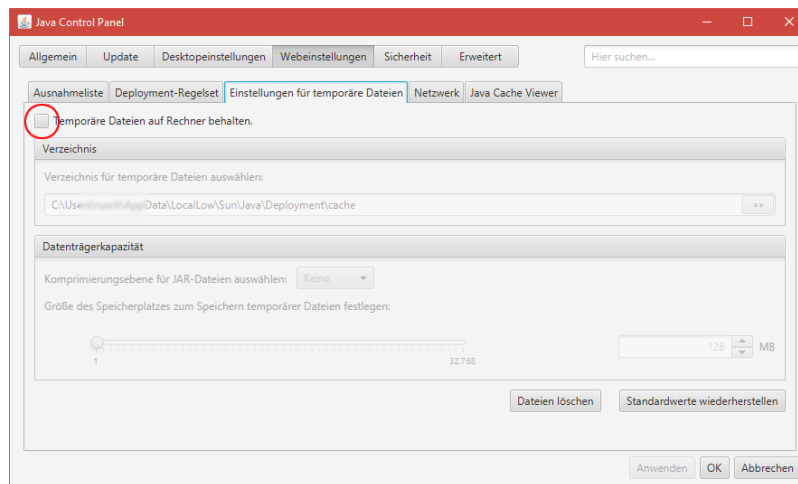 Java Control Panel
Allgemein Update Desktopeinstellungen Webeinstellungen Sicherheit Erweitert Hier suchen...
Ausnahmeliste Deployment-Regelset Einstellungen für temporäre Dateien Netzwerk Java Cache Viewer
Temporäre Dateien auf Rechner behalten.
Verzeichnis
Verzeichnis für temporäre Dateien auswählen:
C:\Use Data\LocalLow\Sun\Java\Deployment\cache >>
Datenträgerkapazität
Komprimierungsebene für JAR-Dateien auswählen: Keine
Größe des Speicherplatzes zum Speichern temporärer Dateien festlegen:
128 MB
1 32.768
Dateien löschen Standardwerte wiederherstellen
Anwenden OK Abbrechen